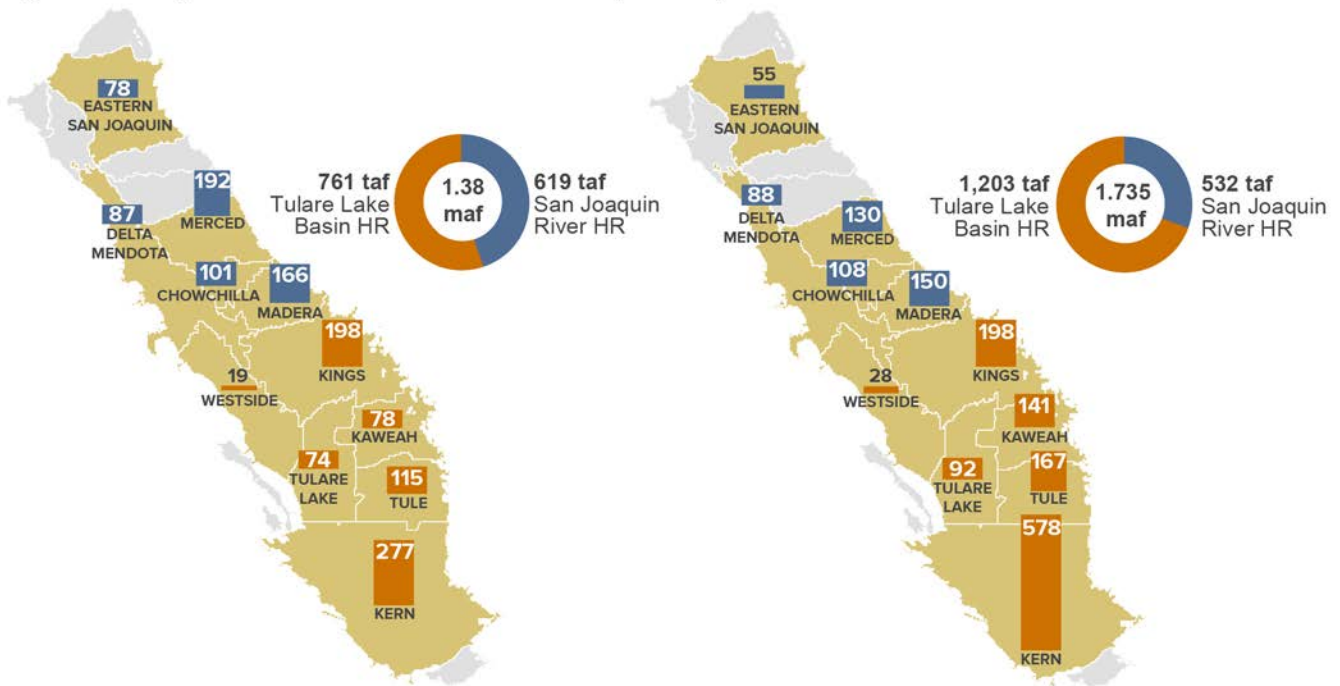 78
EASTERN
SAN JOAQUIN
192
MERCED
87
DELTA
MENDOTA
101
CHOWCHILLA
166
MADERA
198
KINGS
19
WESTSIDE
78
KAWEAH
74
TULARE
LAKE
115
TULE
277
KERN
761 taf
Tulare Lake
Basin HR
1.38
maf
619 taf
San Joaquin
River HR
55
EASTERN
SAN JOAQUIN
88
DELTA
MENDOTA
130
MERCED
108
CHOWCHILLA
150
MADERA
198
KINGS
28
WESTSIDE
141
KAWEAH
92
TULARE
LAKE
167
TULE
578
KERN
1,203 taf
Tulare Lake
Basin HR
1.735
maf
532 taf
San Joaquin
River HR